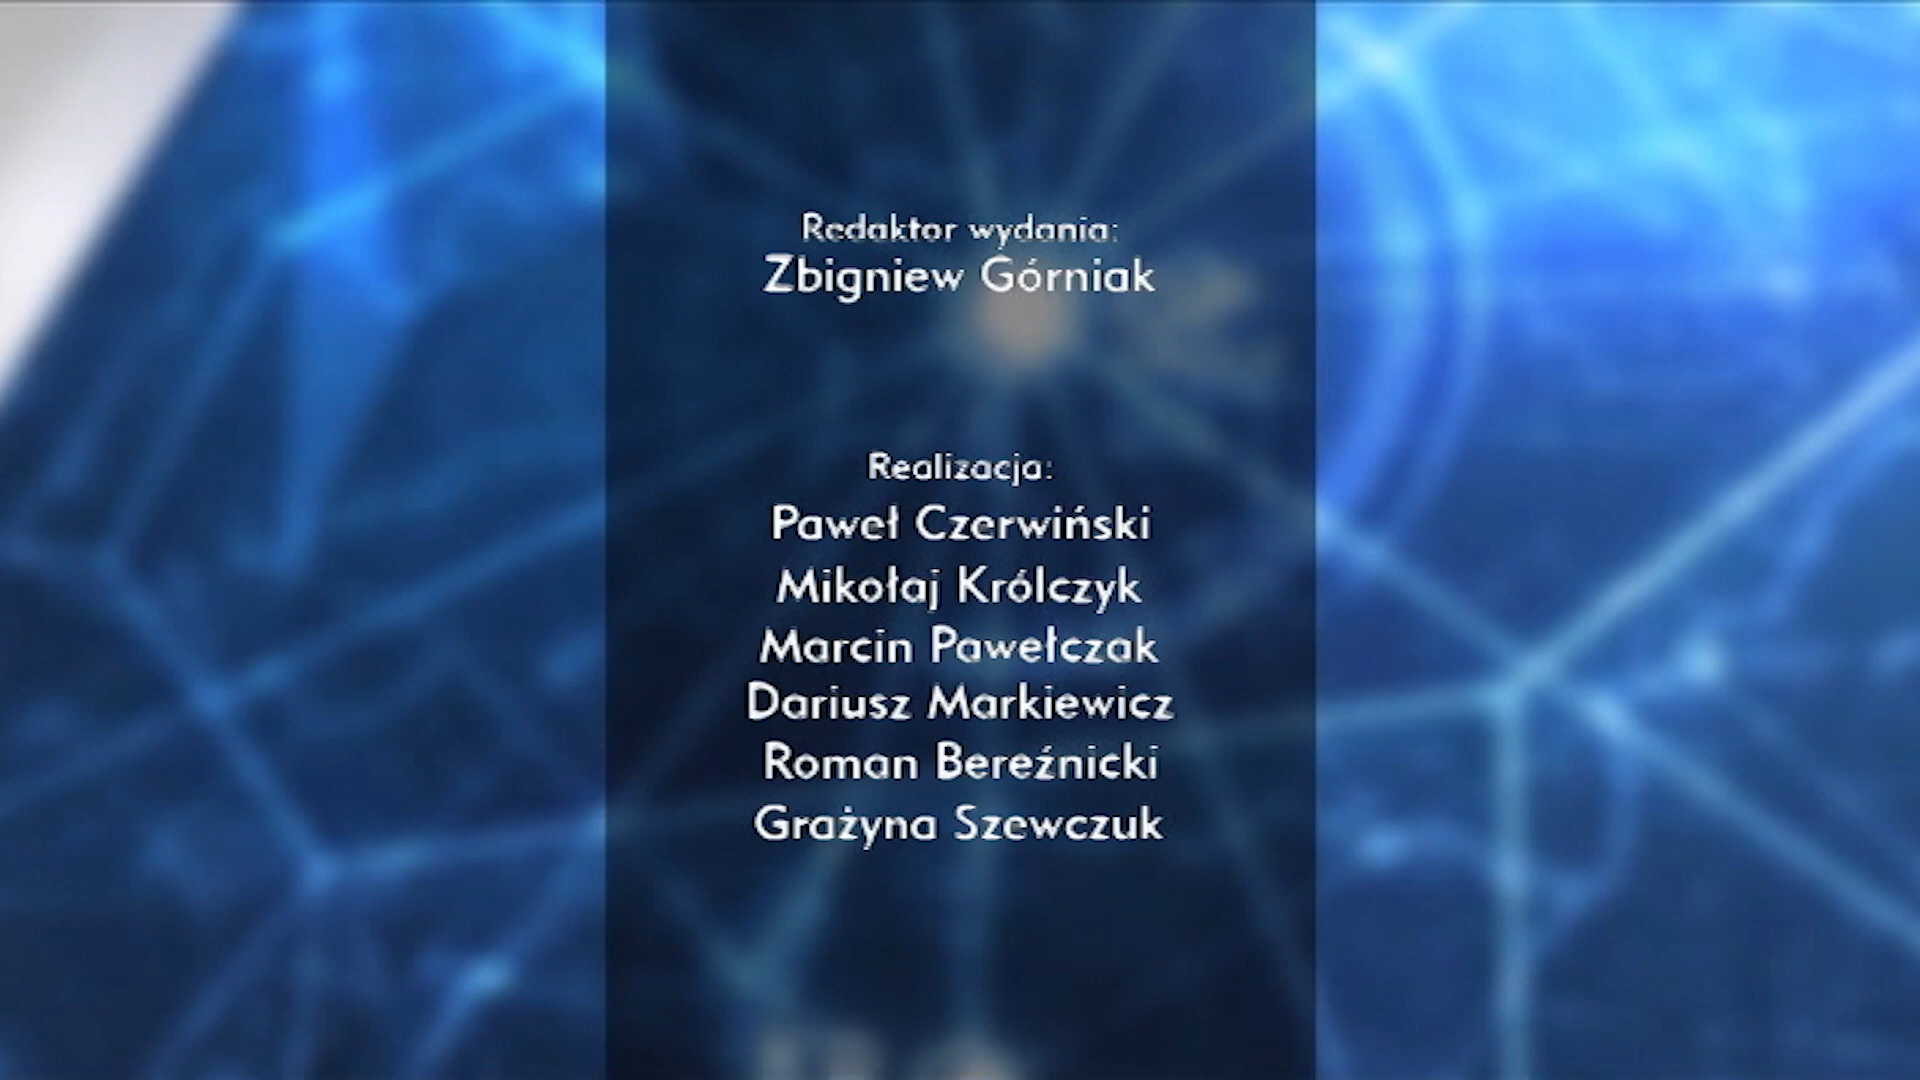 Redaktor wydania:
Zbigniew Górniak
Realizacja:
Paweł Czerwiński
Mikołaj Królczyk
Marcin Pawełczak
Dariusz Markiewicz
Roman Bereźnicki
Grażyna Szewczuk